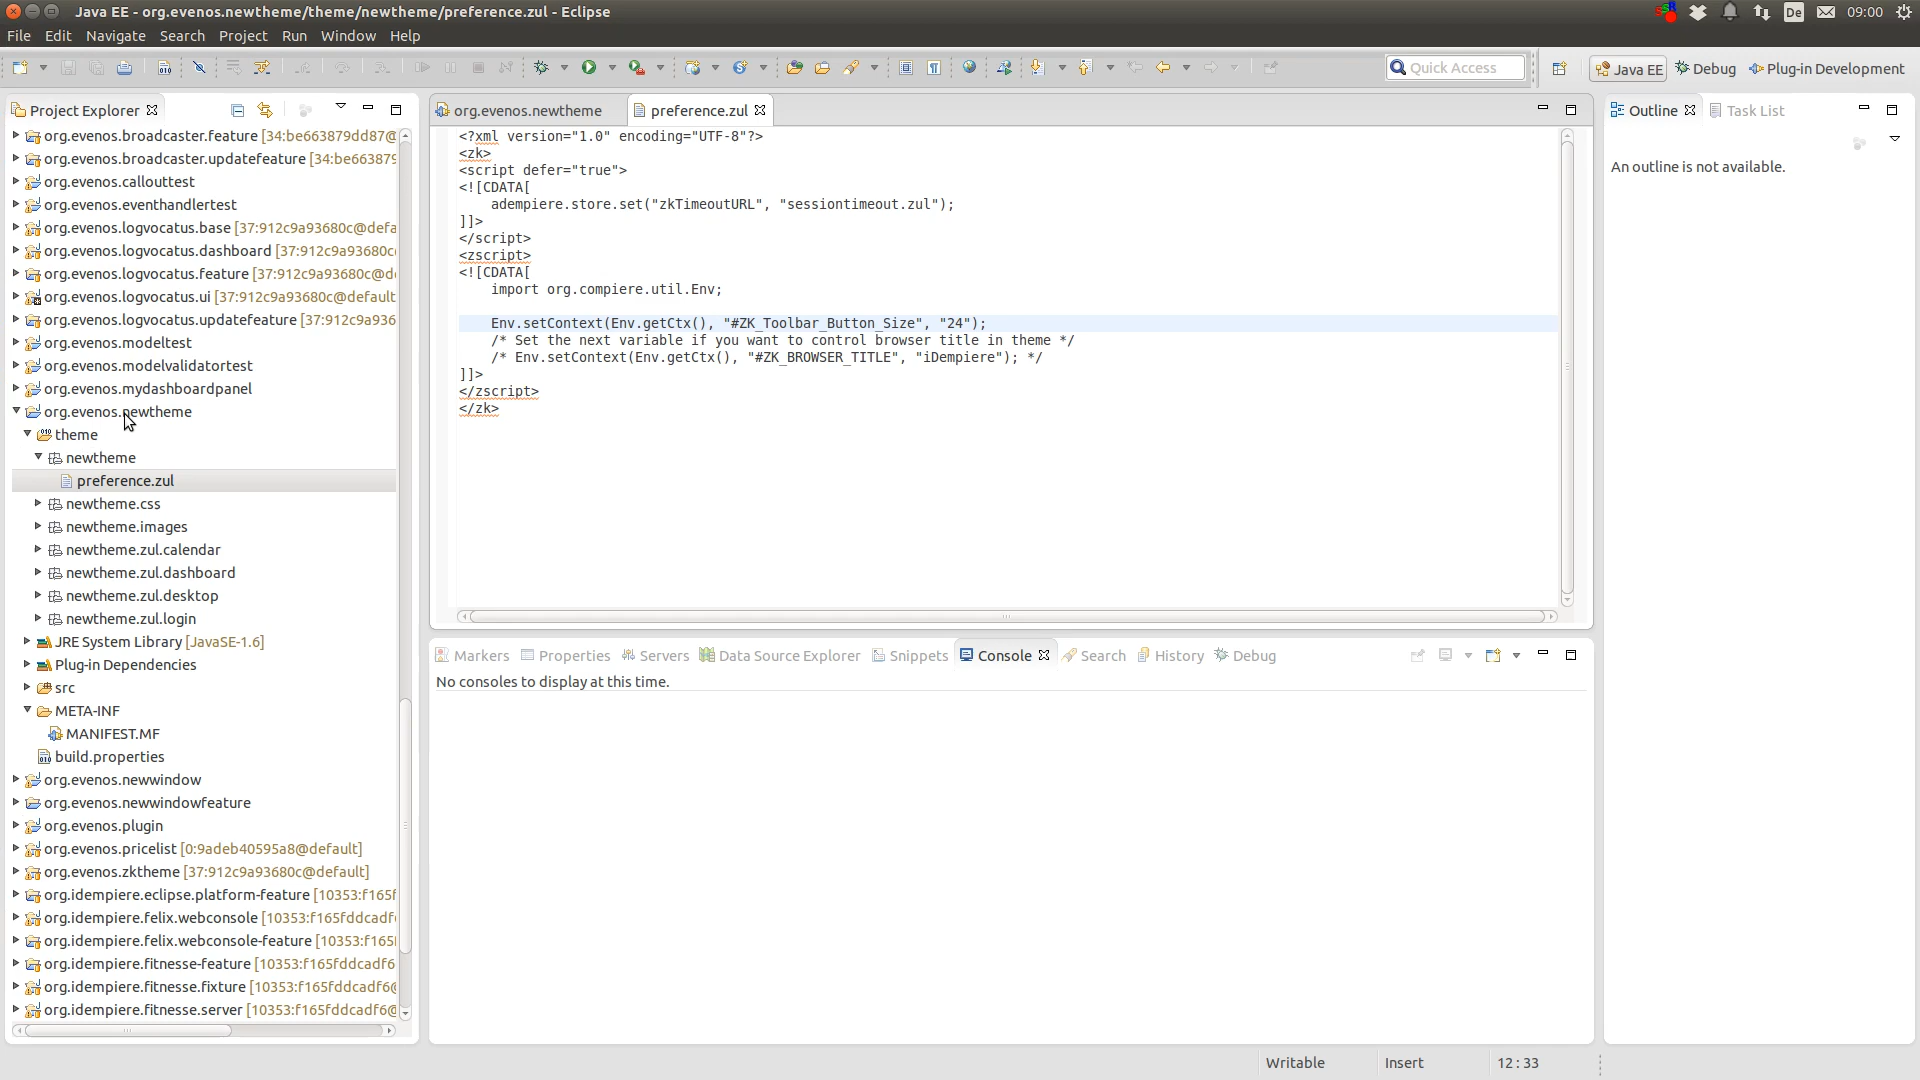 Java EE - org.evenos.newtheme/theme/newtheme/preference.zul - Eclipse
De
09:00
File Edit Navigate Search Project Run Window Help
Quick Access
Java EE
Debug
Plug-in Development
Project Explorer
org.evenos.broadcaster.feature [34:be663879dd87@
org.evenos.broadcaster.updatefeature [34:be663879
org.evenos.callouttest
org.evenos.eventhandlertest
org.evenos.logvocatus.base [37:912c9a93680c@defa
org.evenos.logvocatus.dashboard [37:912c9a93680c
org.evenos.logvocatus.feature [37:912c9a93680c@d
org.evenos.logvocatus.ui [37:912c9a93680c@default
org.evenos.logvocatus.updatefeature [37:912c9a936
org.evenos.modeltest
org.evenos.modelvalidatortest
org.evenos.mydashboardpanel
org.evenos.newtheme
theme
newtheme
preference.zul
newtheme.css
newtheme.images
newtheme.zul.calendar
newtheme.zul.dashboard
newtheme.zul.desktop
newtheme.zul.login
JRE System Library [JavaSE-1.6]
Plug-in Dependencies
src
META-INF
MANIFEST.MF
build.properties
org.evenos.newwindow
org.evenos.newwindowfeature
org.evenos.plugin
org.evenos.pricelist [0:9adeb40595a8@default]
org.evenos.zktheme [37:912c9a93680c@default]
org.idempiere.eclipse.platform-feature [10353:f165f
org.idempiere.felix.webconsole [10353:f165fddcadf
org.idempiere.felix.webconsole-feature [10353:f165
org.idempiere.fitnesse-feature [10353:f165fddcadf6
org.idempiere.fitnesse.fixture [10353:f165fddcadf6@
org.idempiere.fitnesse.server [10353:f165fddcadf6@
org.evenos.newtheme
preference.zul
<?xml version="1.0" encoding="UTF-8"?>
<zk>
<script defer="true">
<![CDATA[
adempiere.store.set("zkTimeoutURL", "sessiontimeout.zul");
]]>
</script>
<zscript>
<![CDATA[
import org.compiere.util.Env;
Env.setContext(Env.getCtx(), "#ZK_Toolbar_Button_Size", "24");
/* Set the next variable if you want to control browser title in theme */
/* Env.setContext(Env.getCtx(), "#ZK_BROWSER_TITLE", "iDempiere"); */
]]>
</zscript>
</zk>
Markers Properties Servers Data Source Explorer Snippets Console Search History Debug
No consoles to display at this time.
Outline
Task List
An outline is not available.
Writable
Insert
12 : 33